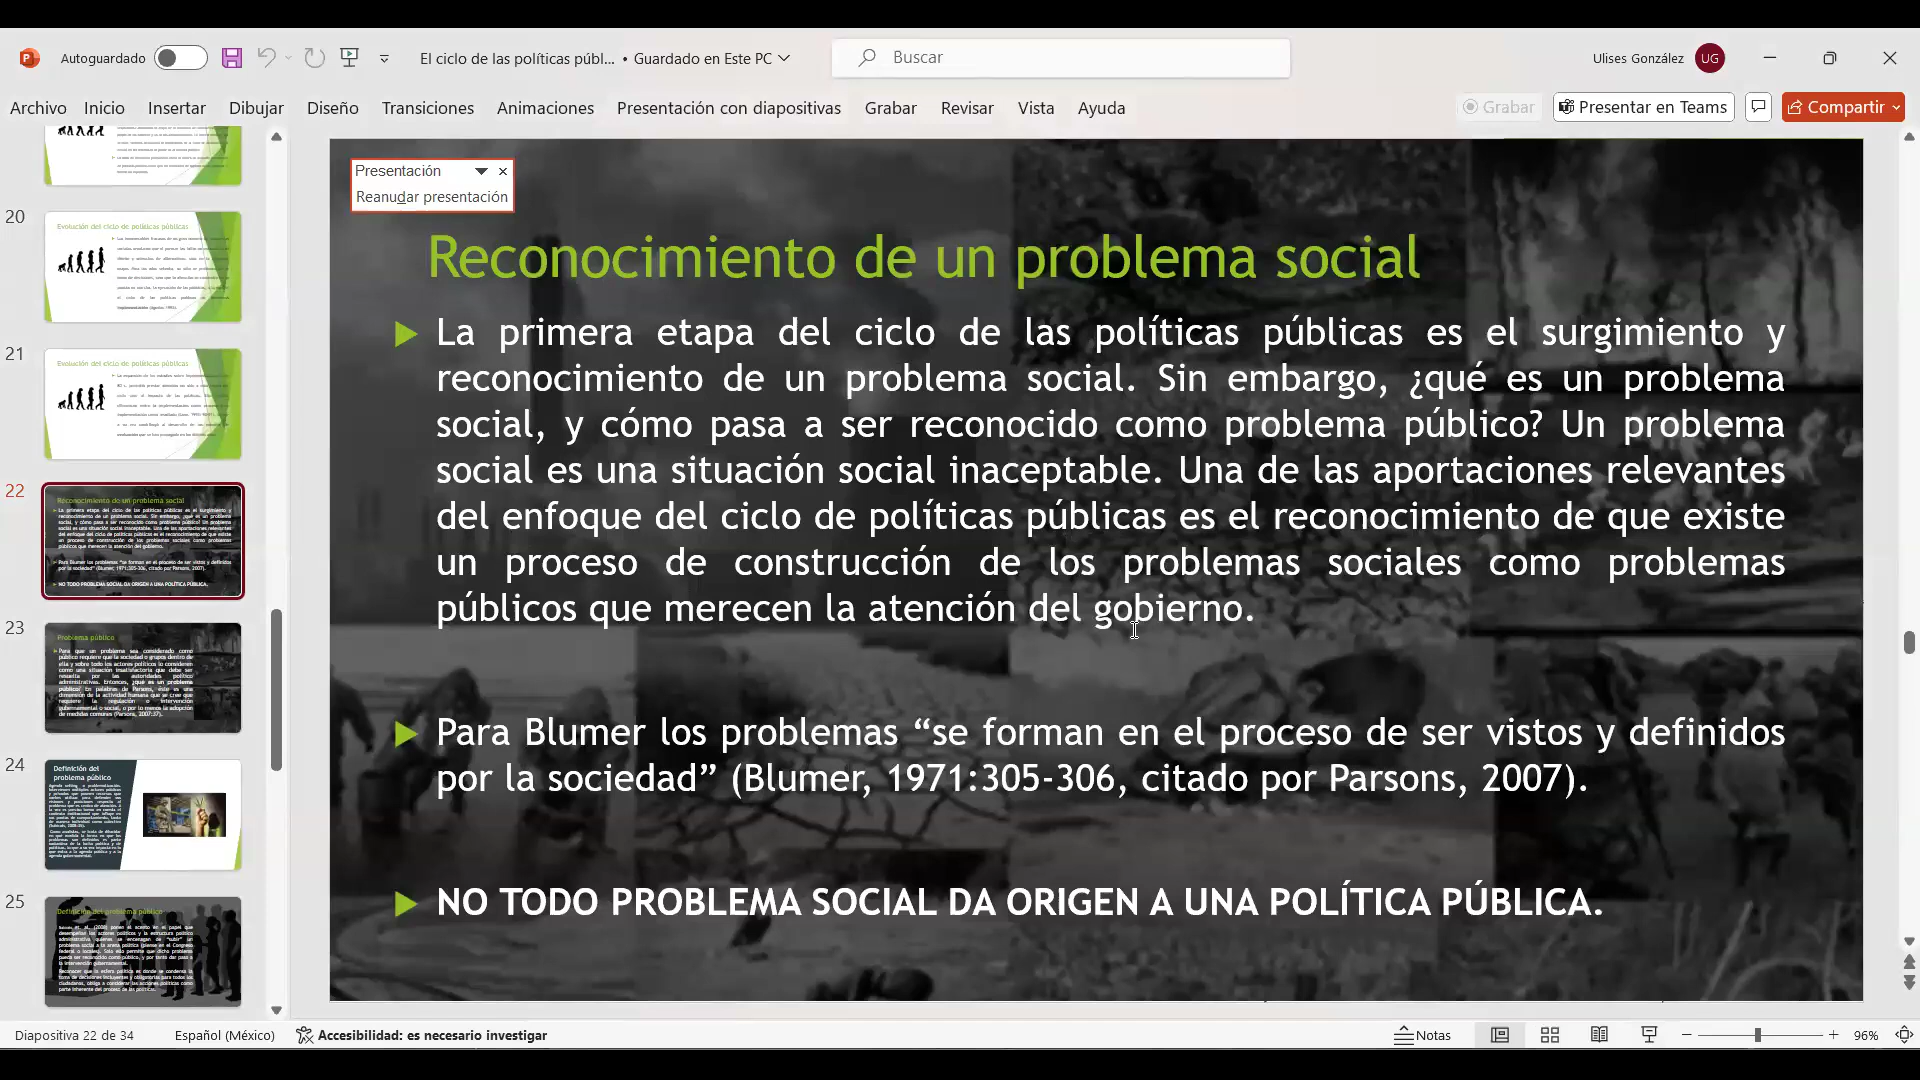 Autoguardado
El ciclo de las políticas públ... • Guardado en Este PC
Buscar
Ulises González
UG
Archivo Inicio Insertar Dibujar Diseño Transiciones Animaciones Presentación con diapositivas Grabar Revisar Vista Ayuda
Grabar
Presentar en Teams
Compartir
20
Evolución del ciclo de políticas públicas
21
Evolución del ciclo de políticas públicas
22
Reconocimiento de un problema social
23
Problema público
24
Definición del
problema público
25
Definición del problema público
Presentación
Reanudar presentación
Reconocimiento de un problema social
La primera etapa del ciclo de las políticas públicas es el surgimiento y
reconocimiento de un problema social. Sin embargo, ¿qué es un problema
social, y cómo pasa a ser reconocido como problema público? Un problema
social es una situación social inaceptable. Una de las aportaciones relevantes
del enfoque del ciclo de políticas públicas es el reconocimiento de que existe
un proceso de construcción de los problemas sociales como problemas
públicos que merecen la atención del gobierno.
Para Blumer los problemas “se forman en el proceso de ser vistos y definidos
por la sociedad” (Blumer, 1971:305-306, citado por Parsons, 2007).
NO TODO PROBLEMA SOCIAL DA ORIGEN A UNA POLÍTICA PÚBLICA.
Diapositiva 22 de 34
Español (México)
Accesibilidad: es necesario investigar
Notas
96%